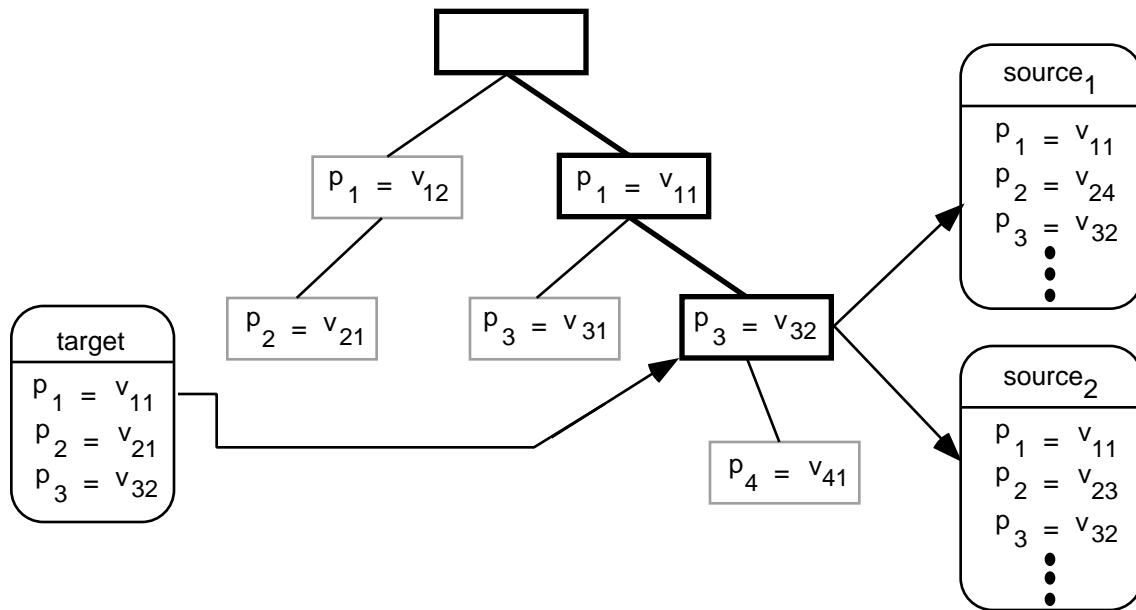 p1 = v12
p1 = v11
p2 = v21
p3 = v31
p3 = v32
p4 = v41
target
p1 = v11
p2 = v21
p3 = v32
source1
p1 = v11
p2 = v24
p3 = v32
source2
p1 = v11
p2 = v23
p3 = v32